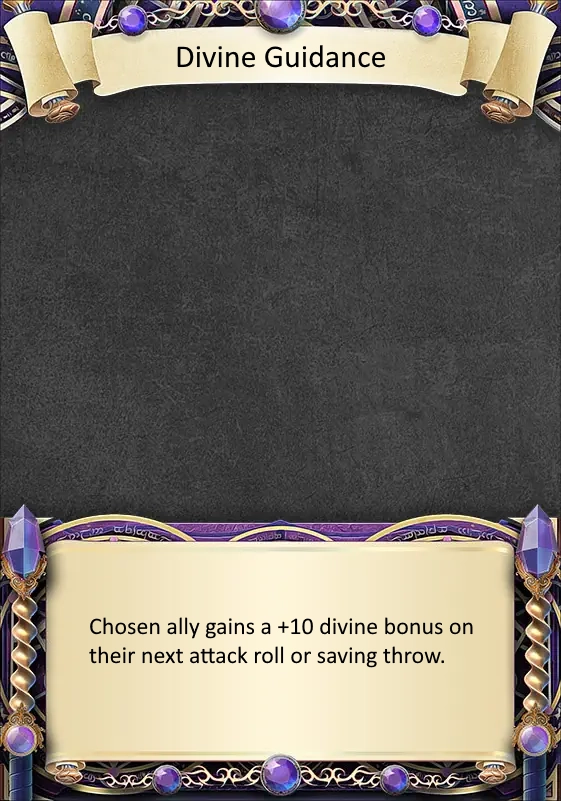 Divine Guidance
Chosen ally gains a +10 divine bonus on
their next attack roll or saving throw.